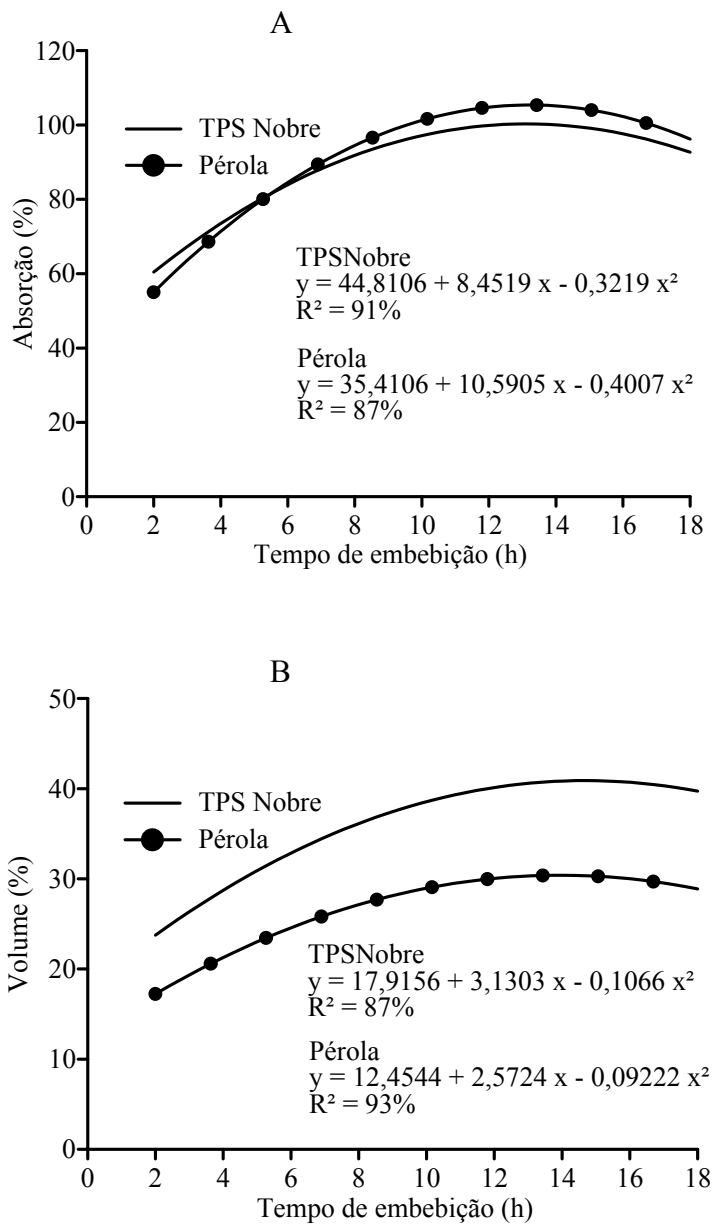 A
120
100
80
60
40
20
0
Absorção (%)
TPS Nobre
Pérola
TPSNobre
y = 44,8106 + 8,4519 x - 0,3219 x²
R² = 91%
Pérola
y = 35,4106 + 10,5905 x - 0,4007 x²
R² = 87%
0 2 4 6 8 10 12 14 16 18
Tempo de embebição (h)
B
50
40
30
20
10
0
Volume (%)
TPS Nobre
Pérola
TPSNobre
y = 17,9156 + 3,1303 x - 0,1066 x²
R² = 87%
Pérola
y = 12,4544 + 2,5724 x - 0,09222 x²
R² = 93%
0 2 4 6 8 10 12 14 16 18
Tempo de embebição (h)